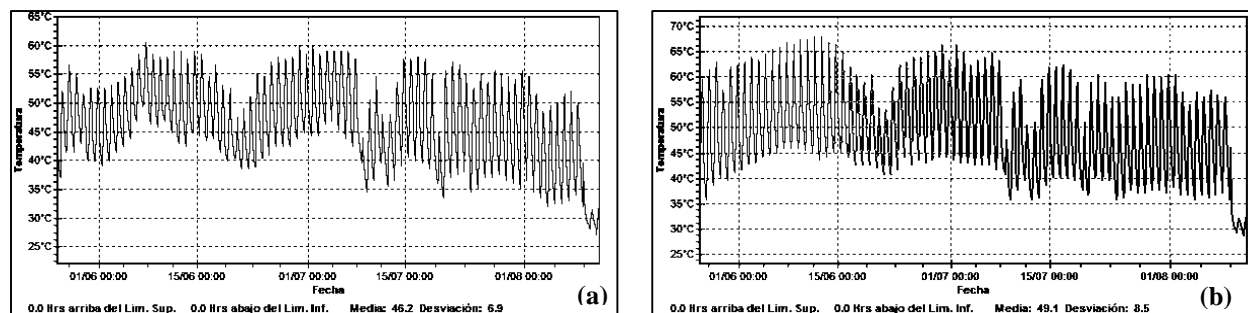 65°C
60°C
55°C
50°C
45°C
40°C
35°C
30°C
25°C
Temperatura
01/06 00:00 15/06 00:00 01/07 00:00 15/07 00:00 01/08 00:00
Fecha
0.0 Hrs arriba del Lim. Sup. 0.0 Hrs abajo del Lim. Inf. Media: 46.2 Desviación: 6.9
(a)
70°C
65°C
60°C
55°C
50°C
45°C
40°C
35°C
30°C
25°C
Temperatura
01/06 00:00 15/06 00:00 01/07 00:00 15/07 00:00 01/08 00:00
Fecha
0.0 Hrs arriba del Lim. Sup. 0.0 Hrs abajo del Lim. Inf. Media: 49.1 Desviación: 8.5
(b)